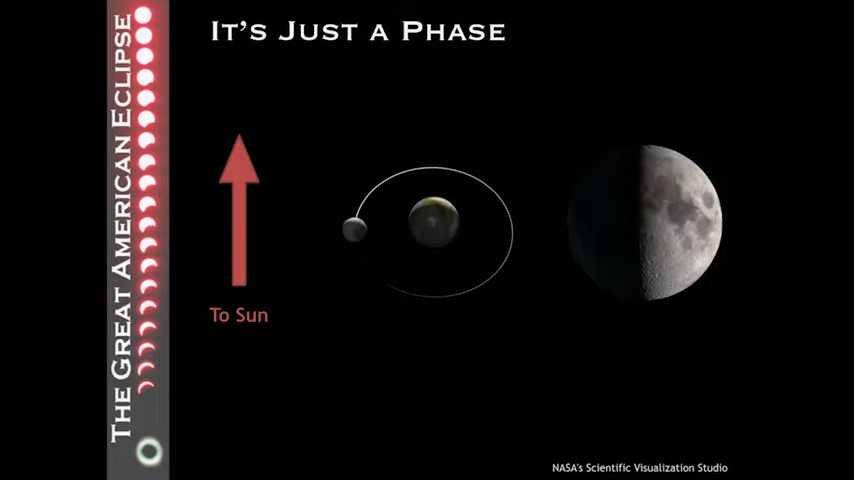 The Great American Eclipse
It's Just a Phase
To Sun
NASA's Scientific Visualization Studio